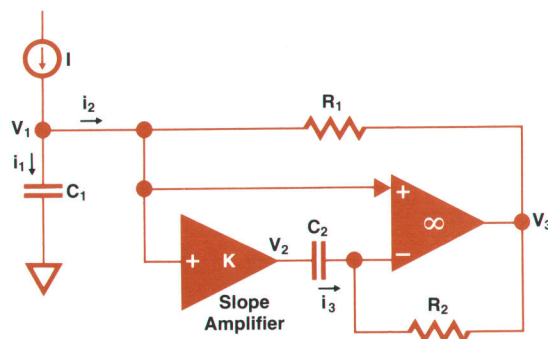 I
V1
i2
R1
i1
C1
+
∞
−
V3
V2
C2
+
K
i3
Slope
Amplifier
R2